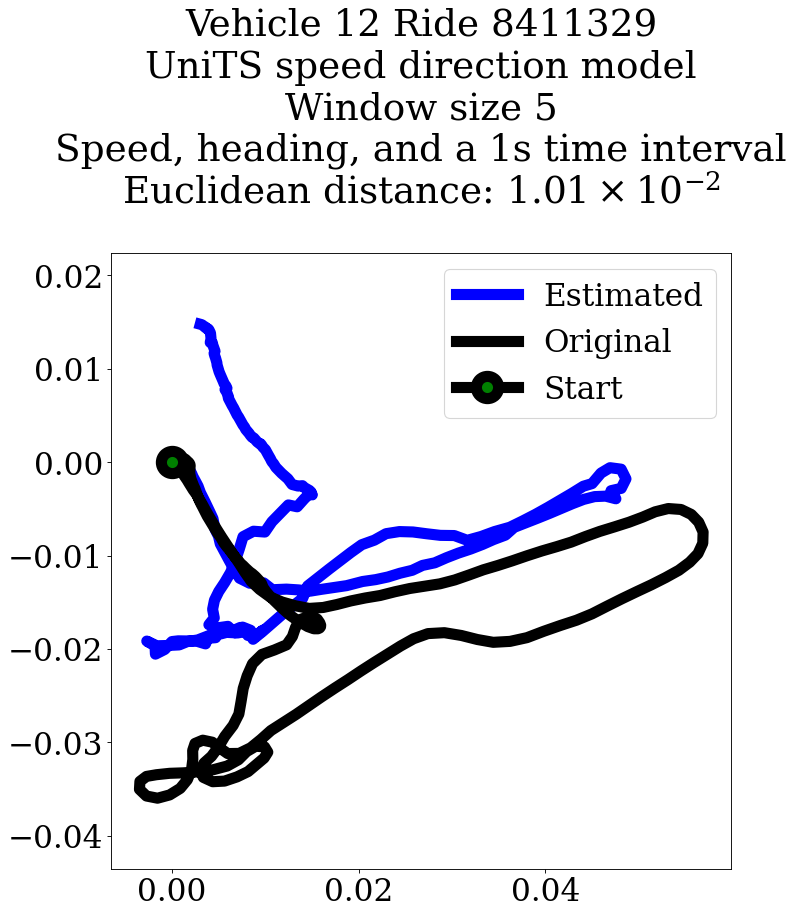 Vehicle 12 Ride 8411329
UniTS speed direction model
Window size 5
Speed, heading, and a 1s time interval
Euclidean distance: 1.01 × 10⁻²
Estimated
Original
Start
0.02
0.01
0.00
−0.01
−0.02
−0.03
−0.04
0.00 0.02 0.04